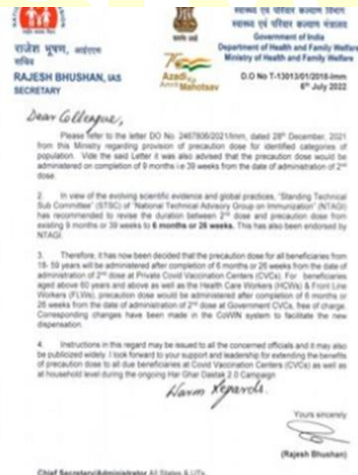 राजेश भूषण, आईएएस
सचिव
RAJESH BHUSHAN, IAS
SECRETARY
75
Azadi Ka
Amrit Mahotsav
स्वास्थ्य एवं परिवार कल्याण विभाग
स्वास्थ्य एवं परिवार कल्याण मंत्रालय
Government of India
Department of Health and Family Welfare
Ministry of Health and Family Welfare
D.O No T-13013/01/2018-Imm
6th July 2022
Dear Colleague,
Please refer to the letter DO No. 2467806/2021/Imm, dated 28th December, 2021
from this Ministry regarding provision of precaution dose for identified categories of
population. Vide the said Letter it was also advised that the precaution dose would be
administered on completion of 9 months i.e 39 weeks from the date of administration of 2nd
dose.
2. In view of the evolving scientific evidence and global practices, "Standing Technical
Sub Committee" (STSC) of "National Technical Advisory Group on Immunization" (NTAGI)
has recommended to revise the duration between 2nd dose and precaution dose from
existing 9 months or 39 weeks to 6 months or 26 weeks. This has also been endorsed by
NTAGI.
3. Therefore, it has now been decided that the precaution dose for all beneficiaries from
18- 59 years will be administered after completion of 6 months or 26 weeks from the date of
administration of 2nd dose at Private Covid Vaccination Centers (CVCs). For beneficiaries
aged above 60 years and above as well as the Health Care Workers (HCWs) & Front Line
Workers (FLWs), precaution dose would be administered after completion of 6 months or
26 weeks from the date of administration of 2nd dose at Government CVCs, free of charge.
Corresponding changes have been made in the CoWIN system to facilitate the new
dispensation.
4. Instructions in this regard may be issued to all the concerned officials and it may also
be publicized widely. I look forward to your support and leadership for extending the benefits
of precaution dose to all due beneficiaries at Covid Vaccination Centers (CVCs) as well as
at household level during the ongoing Har Ghar Dastak 2.0 Campaign
Warm Regards.
Yours sincerely
(Rajesh Bhushan)
Chief Secretary/Administrator All States & UTs